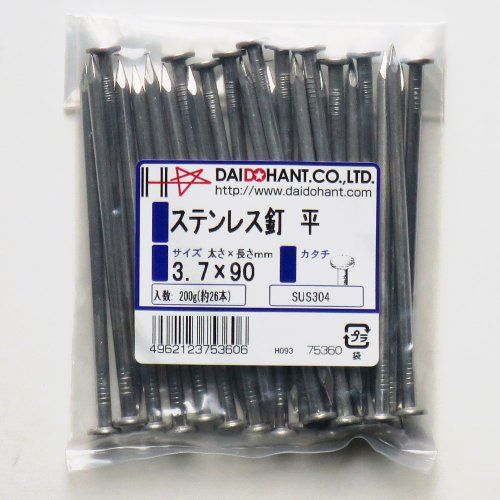 DAIDOHANT.CO.,LTD.
http://www.daidohant.com/
ステンレス釘 平
サイズ 太さ×長さmm
カタチ
3.7×90
入数: 200g(約26本)
SUS304
4962123753606
H093
75360
プラ
袋